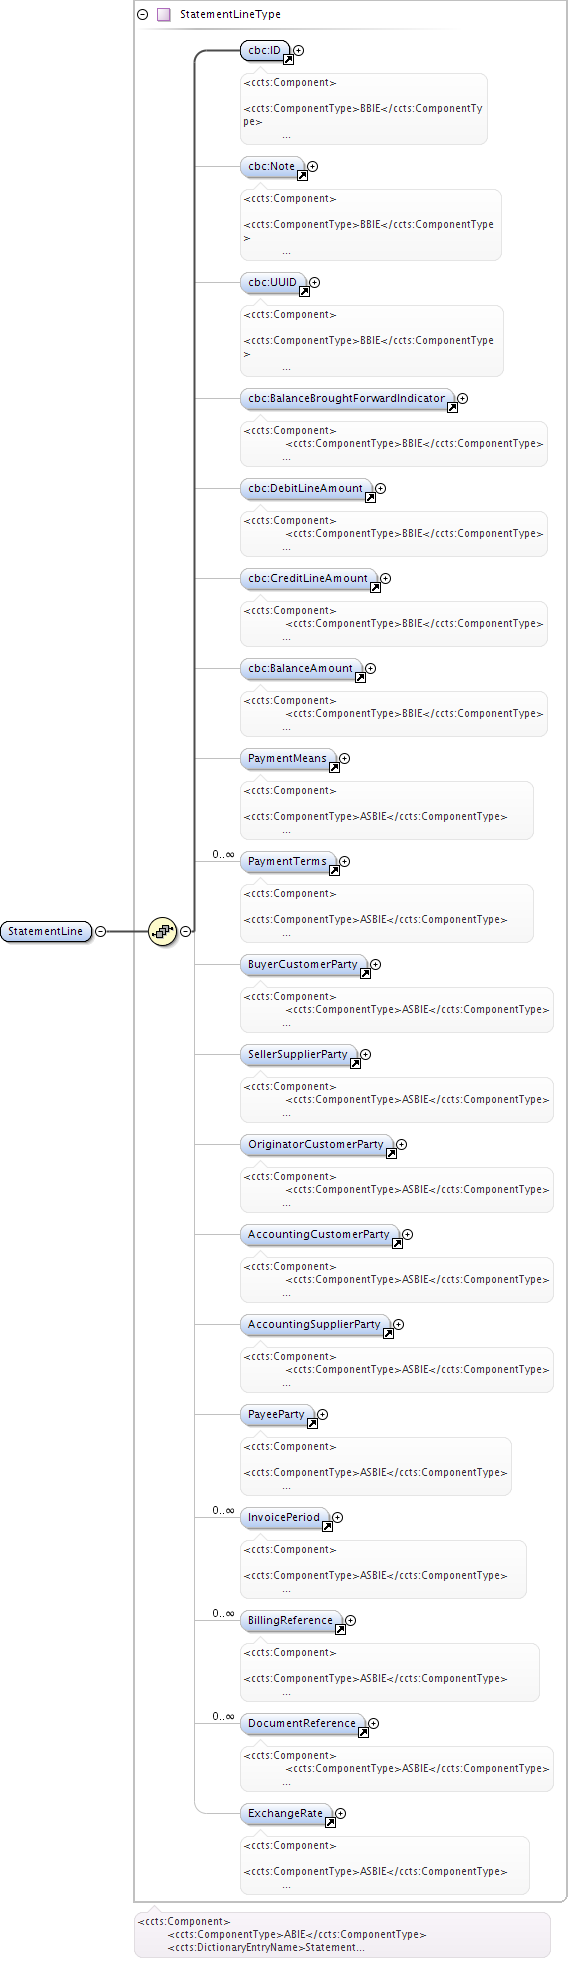 StatementLineType
cbc:ID
<ccts:Component>
<ccts:ComponentType>BBIE</ccts:ComponentTy
pe>
...
cbc:Note
<ccts:Component>
<ccts:ComponentType>BBIE</ccts:ComponentType
>
...
cbc:UUID
<ccts:Component>
<ccts:ComponentType>BBIE</ccts:ComponentType
>
...
cbc:BalanceBroughtForwardIndicator
<ccts:Component>
<ccts:ComponentType>BBIE</ccts:ComponentType>
...
cbc:DebitLineAmount
<ccts:Component>
<ccts:ComponentType>BBIE</ccts:ComponentType>
...
cbc:CreditLineAmount
<ccts:Component>
<ccts:ComponentType>BBIE</ccts:ComponentType>
...
cbc:BalanceAmount
<ccts:Component>
<ccts:ComponentType>BBIE</ccts:ComponentType>
...
PaymentMeans
<ccts:Component>
<ccts:ComponentType>ASBIE</ccts:ComponentType>
...
0..∞ PaymentTerms
<ccts:Component>
<ccts:ComponentType>ASBIE</ccts:ComponentType>
...
StatementLine
BuyerCustomerParty
<ccts:Component>
<ccts:ComponentType>ASBIE</ccts:ComponentType>
...
SellerSupplierParty
<ccts:Component>
<ccts:ComponentType>ASBIE</ccts:ComponentType>
...
OriginatorCustomerParty
<ccts:Component>
<ccts:ComponentType>ASBIE</ccts:ComponentType>
...
AccountingCustomerParty
<ccts:Component>
<ccts:ComponentType>ASBIE</ccts:ComponentType>
...
AccountingSupplierParty
<ccts:Component>
<ccts:ComponentType>ASBIE</ccts:ComponentType>
...
PayeeParty
<ccts:Component>
<ccts:ComponentType>ASBIE</ccts:ComponentType>
...
0..∞ InvoicePeriod
<ccts:Component>
<ccts:ComponentType>ASBIE</ccts:ComponentType>
...
0..∞ BillingReference
<ccts:Component>
<ccts:ComponentType>ASBIE</ccts:ComponentType>
...
0..∞ DocumentReference
<ccts:Component>
<ccts:ComponentType>ASBIE</ccts:ComponentType>
...
ExchangeRate
<ccts:Component>
<ccts:ComponentType>ASBIE</ccts:ComponentType>
...
<ccts:Component>
<ccts:ComponentType>ABIE</ccts:ComponentType>
<ccts:DictionaryEntryName>Statement...